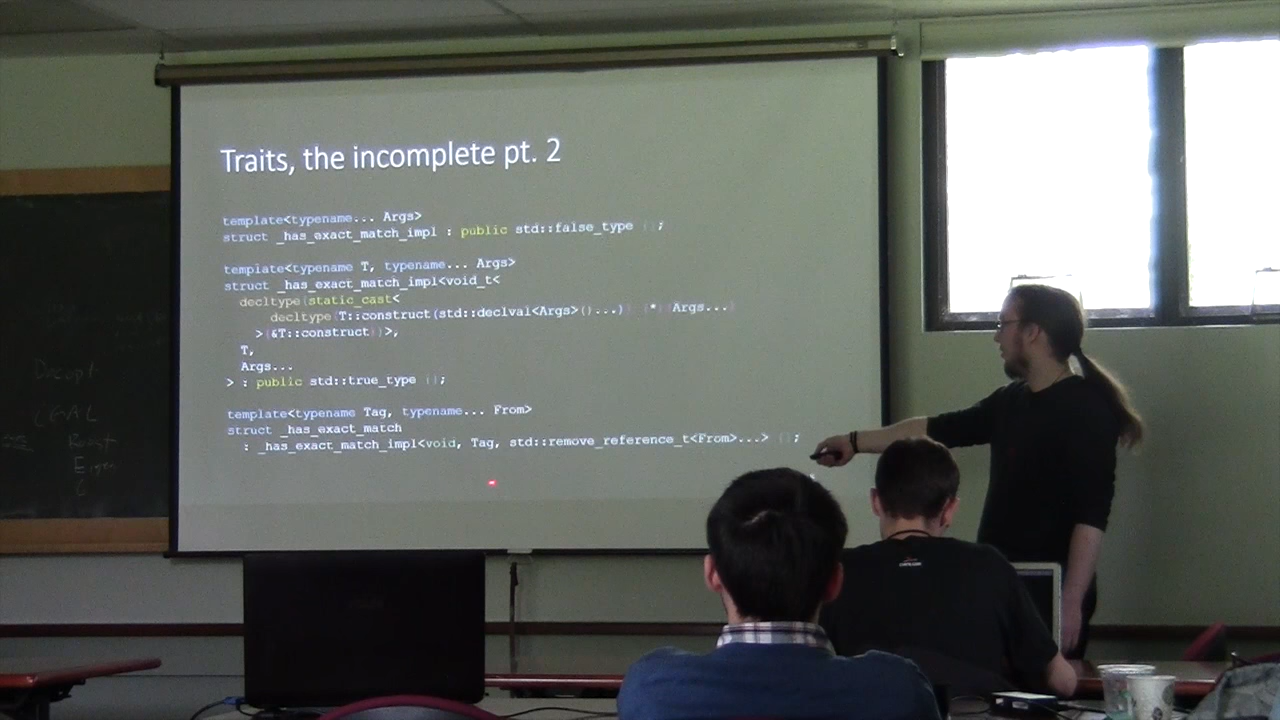 Traits, the incomplete pt. 2
template<typename... Args>
struct _has_exact_match_impl : public std::false_type {};
template<typename T, typename... Args>
struct _has_exact_match_impl<void_t<
decltype(static_cast<
decltype(T::construct(std::declval<Args>()...)) (*)(Args...)
>(&T::construct))>,
T,
Args...
> : public std::true_type {};
template<typename Tag, typename... From>
struct _has_exact_match
: _has_exact_match_impl<void, Tag, std::remove_reference_t<From>...> {};